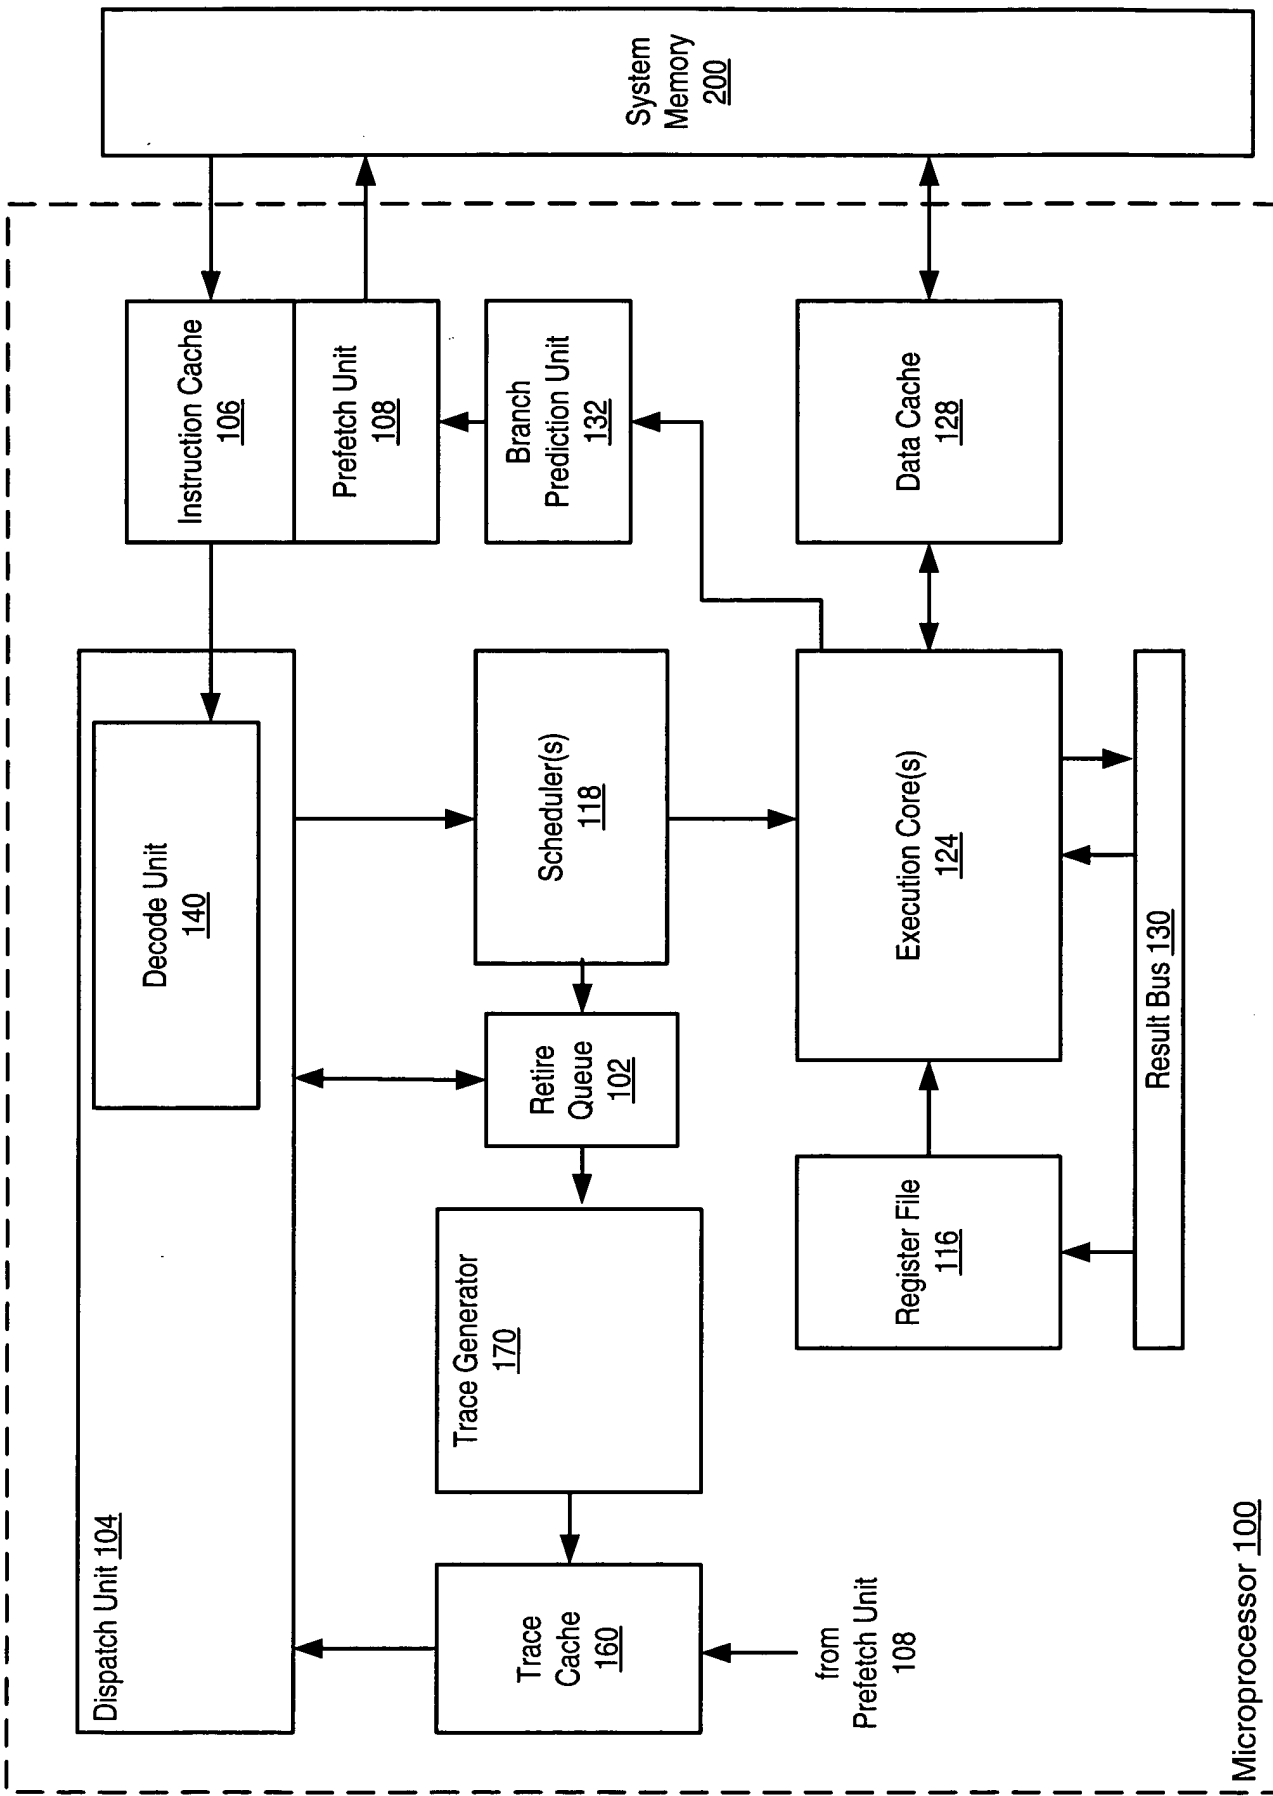 System
Memory
200
Instruction Cache
106
Prefetch Unit
108
Branch
Prediction Unit
132
Data Cache
128
Dispatch Unit 104
Decode Unit
140
Scheduler(s)
118
Execution Core(s)
124
Retire
Queue
102
Trace Generator
170
Register File
116
Result Bus 130
Trace
Cache
160
from
Prefetch Unit
108
Microprocessor 100